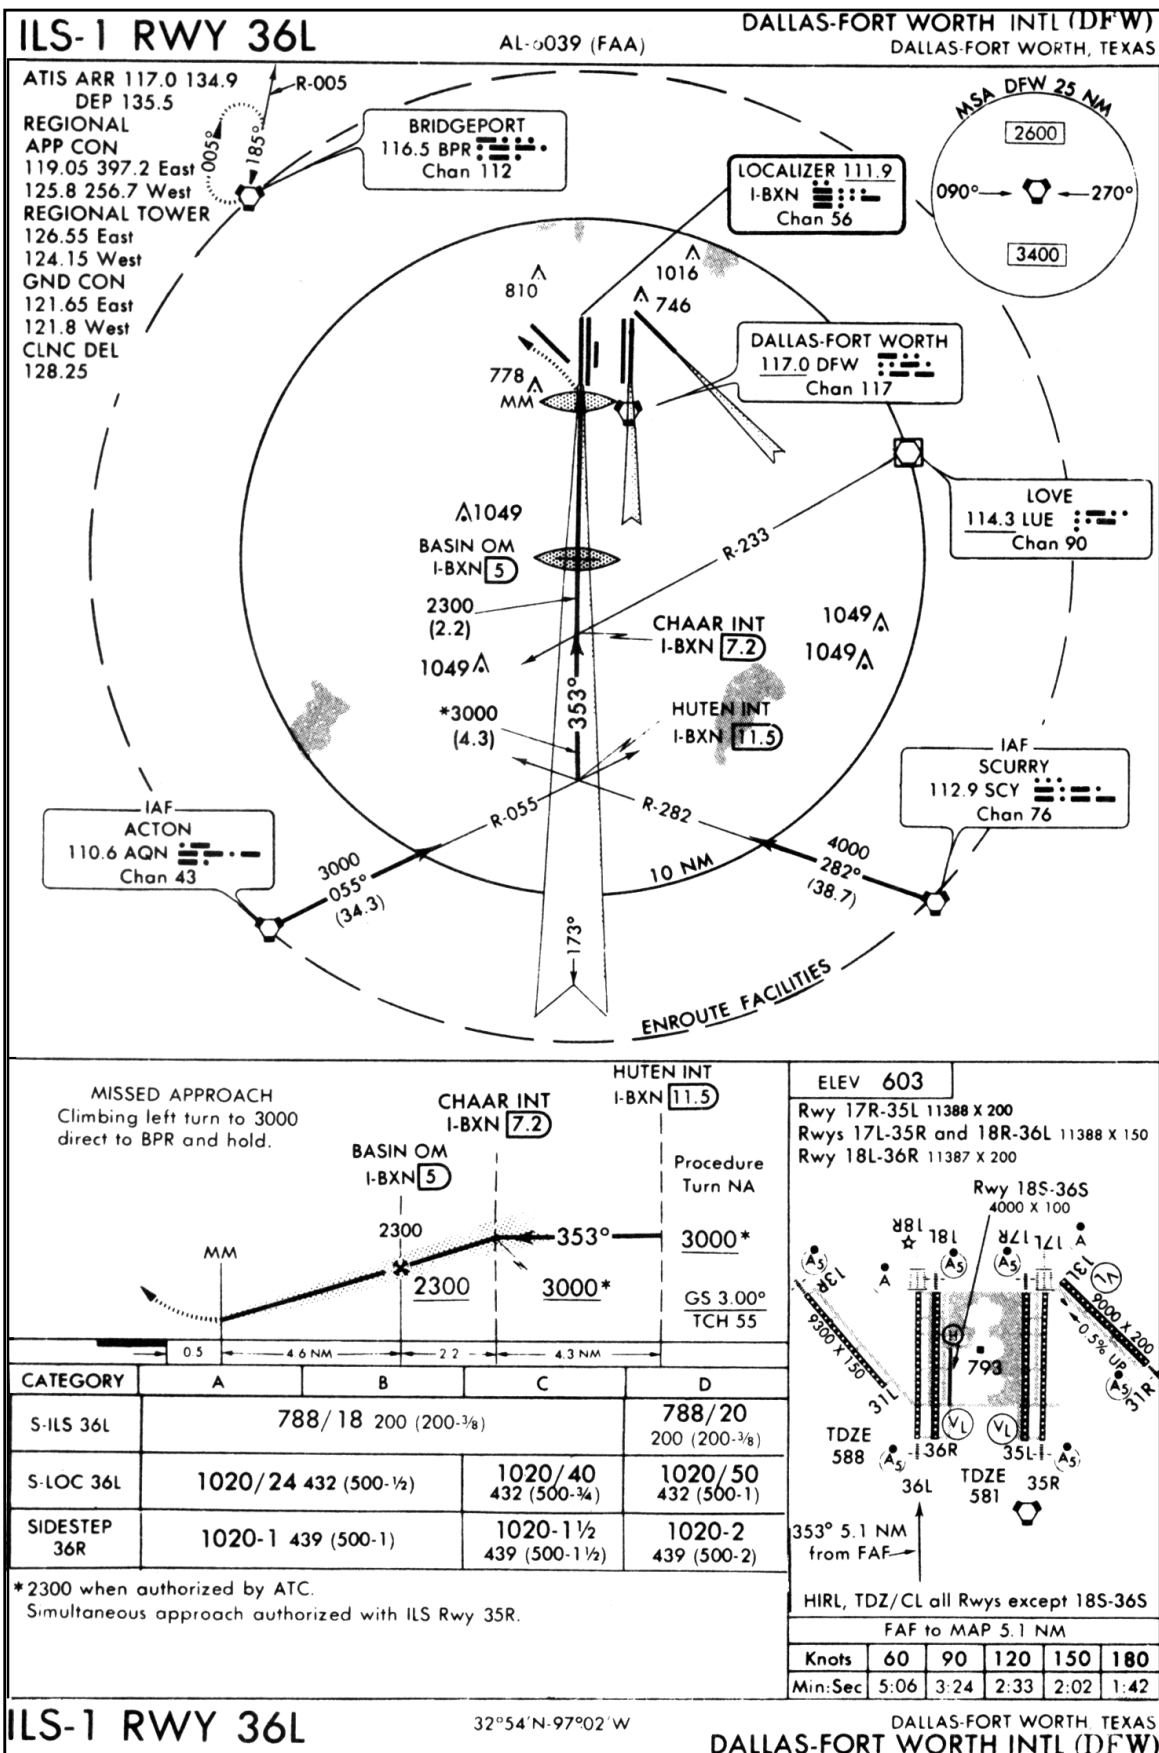 ILS-1 RWY 36L
AL-6039 (FAA)
DALLAS-FORT WORTH INTL (DFW)
DALLAS-FORT WORTH, TEXAS
ATIS ARR 117.0 134.9
DEP 135.5
REGIONAL
APP CON
119.05 397.2 East
125.8 256.7 West
REGIONAL TOWER
126.55 East
124.15 West
GND CON
121.65 East
121.8 West
CLNC DEL
128.25
R-005
005°
185°
BRIDGEPORT
116.5 BPR
Chan 112
LOCALIZER 111.9
I-BXN
Chan 56
MSA DFW 25 NM
2600
090°
270°
3400
810
1016
746
778
MM
DALLAS-FORT WORTH
117.0 DFW
Chan 117
LOVE
114.3 LUE
Chan 90
R-233
1049
BASIN OM
I-BXN 5
2300
(2.2)
CHAAR INT
I-BXN 7.2
1049
1049
1049
353°
*3000
(4.3)
HUTEN INT
I-BXN 11.5
R-055
R-282
IAF
SCURRY
112.9 SCY
Chan 76
IAF
ACTON
110.6 AQN
Chan 43
3000
055°
(34.3)
4000
282°
(38.7)
10 NM
173°
ENROUTE FACILITIES
MISSED APPROACH
Climbing left turn to 3000
direct to BPR and hold.
HUTEN INT
I-BXN 11.5
CHAAR INT
I-BXN 7.2
BASIN OM
I-BXN 5
Procedure
Turn NA
MM
2300
353°
3000*
2300
3000*
GS 3.00°
TCH 55
0.5
4.6 NM
2.2
4.3 NM
CATEGORY A B C D
S-ILS 36L 788/18 200 (200-3/8) 788/20
200 (200-3/8)
S-LOC 36L 1020/24 432 (500-½) 1020/40
432 (500-¾)
1020/50
432 (500-1)
SIDESTEP
36R
1020-1 439 (500-1)
1020-1½
439 (500-1½)
1020-2
439 (500-2)
*2300 when authorized by ATC.
Simultaneous approach authorized with ILS Rwy 35R.
ELEV 603
Rwy 17R-35L 11388 X 200
Rwys 17L-35R and 18R-36L 11388 X 150
Rwy 18L-36R 11387 X 200
Rwy 18S-36S
4000 X 100
18R
18L
17R
17L
A
A5
A
A5
A5
13R
13L
VL
9300 X 150
9000 X 200
0.5% UP
H
793
31L
31R
A5
TDZE
588
A5
36R
VL
VL
35L
A5
36L
TDZE
581
35R
353° 5.1 NM
from FAF
HIRL, TDZ/CL all Rwys except 18S-36S
FAF to MAP 5.1 NM
Knots 60 90 120 150 180
Min:Sec 5:06 3:24 2:33 2:02 1:42
ILS-1 RWY 36L
32°54'N-97°02'W
DALLAS-FORT WORTH, TEXAS
DALLAS-FORT WORTH INTL (DFW)